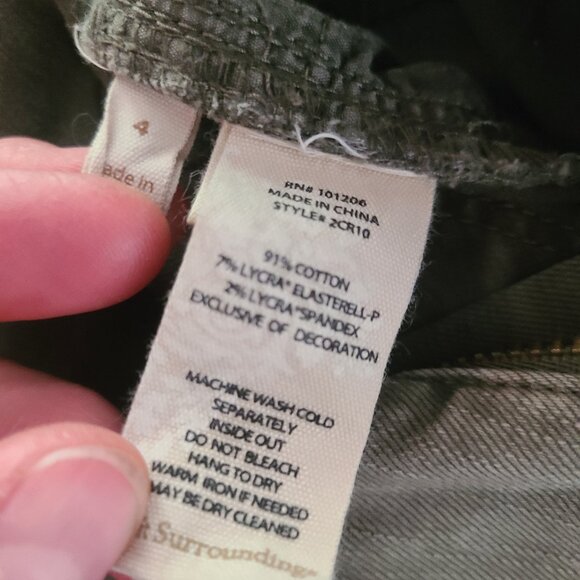 4
ade in
RN# 101206
MADE IN CHINA
STYLE# 2CR10
91% COTTON
7% LYCRA® ELASTERELL-P
2% LYCRA® SPANDEX
EXCLUSIVE OF DECORATION
MACHINE WASH COLD
SEPARATELY
INSIDE OUT
DO NOT BLEACH
HANG TO DRY
WARM IRON IF NEEDED
MAY BE DRY CLEANED
Surroundings